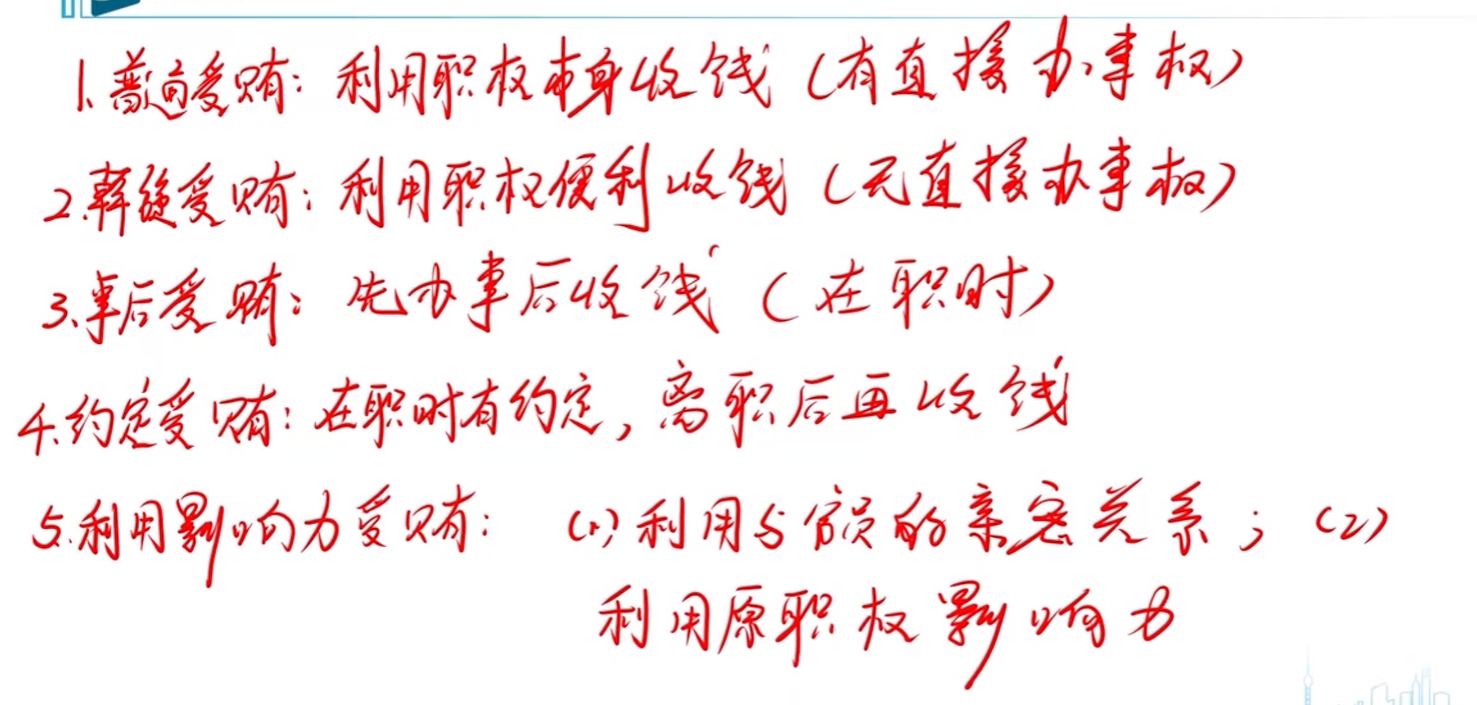 1.普通受贿：利用职权本身收钱（有直接办事权）
2.斡旋受贿：利用职权便利收钱（无直接办事权）
3.事后受贿：先办事后收钱（在职时）
4.约定受贿：在职时有约定，离职后再收钱
5.利用影响力受贿：（1）利用与官员的亲密关系；（2）
利用原职权影响力